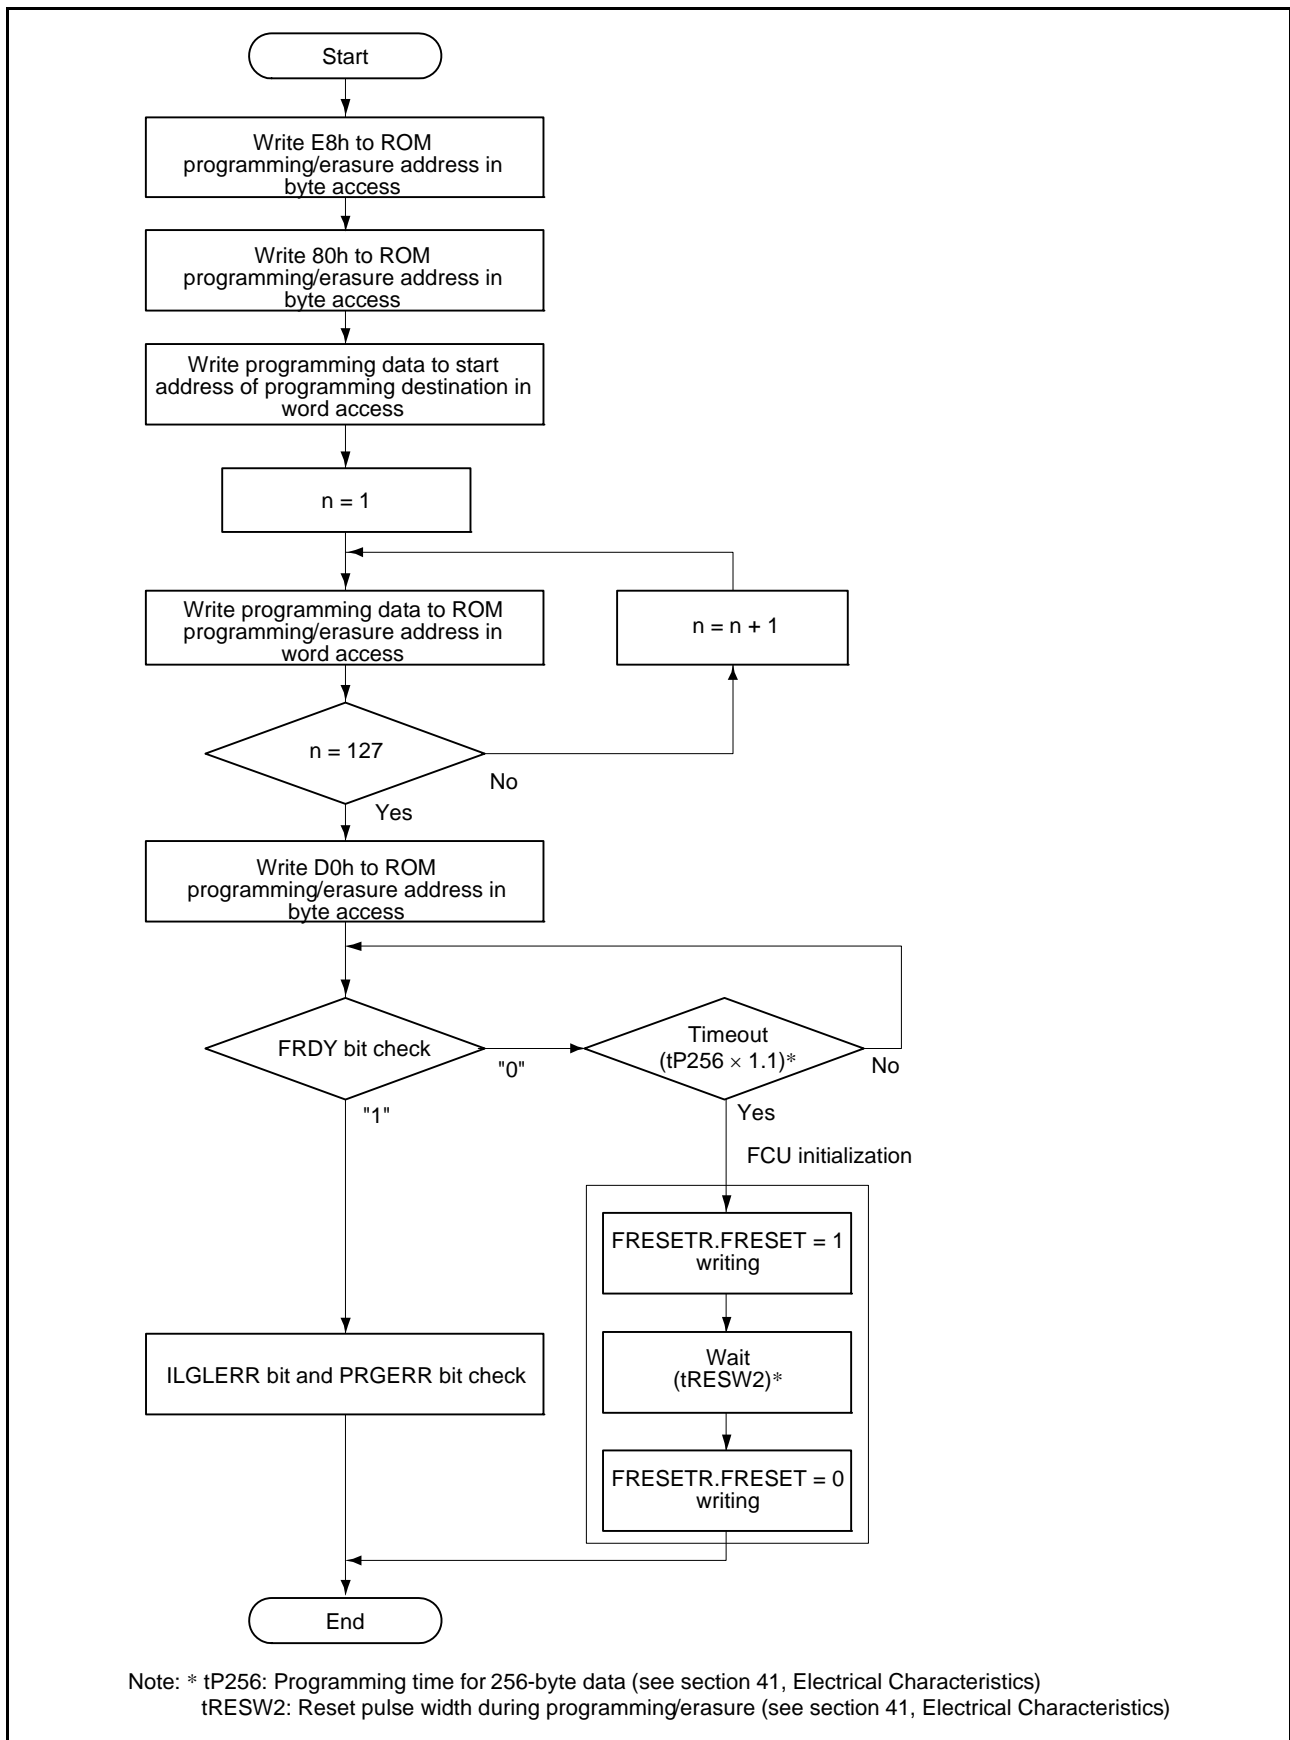 Start
Write E8h to ROM
programming/erasure address in
byte access
Write 80h to ROM
programming/erasure address in
byte access
Write programming data to start
address of programming destination in
word access
n = 1
Write programming data to ROM
programming/erasure address in
word access
n = n + 1
n = 127
No
Yes
Write D0h to ROM
programming/erasure address in
byte access
FRDY bit check
"0"
Timeout
(tP256 × 1.1)*
No
"1"
Yes
FCU initialization
FRESETR.FRESET = 1
writing
Wait
(tRESW2)*
FRESETR.FRESET = 0
writing
ILGLERR bit and PRGERR bit check
End
Note: * tP256: Programming time for 256-byte data (see section 41, Electrical Characteristics)
tRESW2: Reset pulse width during programming/erasure (see section 41, Electrical Characteristics)